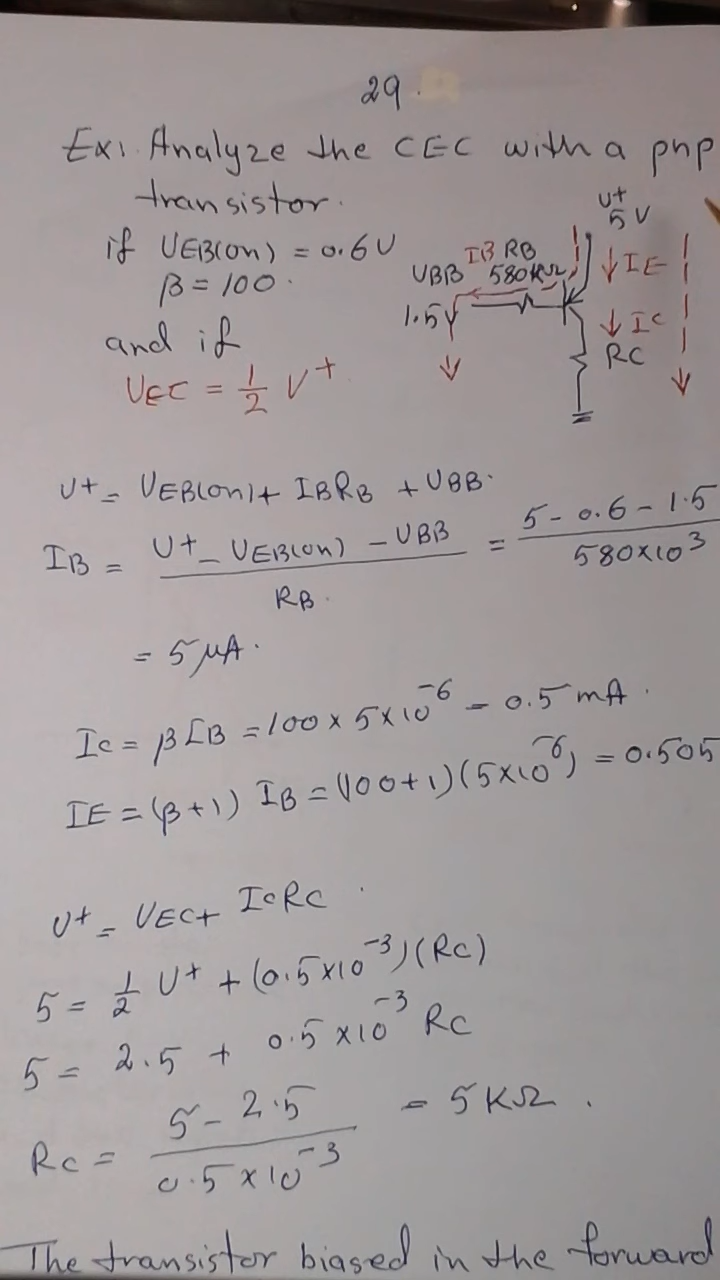 29.
Ex: Analyze the CEC with a pnp
transistor.
if VEB(on) = 0.6V
β = 100.
and if
VEC = 1/2 V+
V+
5V
IB RB
VBB 580kΩ
1.5V
IE
IC
RC
V+ = VEB(on) + IBRB + VBB.
IB = (V+ - VEB(on) - VBB) / RB. = (5 - 0.6 - 1.5) / (580×10^3)
= 5 μA.
Ic = βIB = 100 × 5×10^-6 = 0.5 mA.
IE = (β+1) IB = (100+1)(5×10^-6) = 0.505
V+ = VEC + IcRC.
5 = 1/2 V+ + (0.5×10^-3)(Rc)
5 = 2.5 + 0.5×10^-3 Rc
Rc = (5 - 2.5) / (0.5×10^-3) = 5KΩ.
The transistor biased in the forward